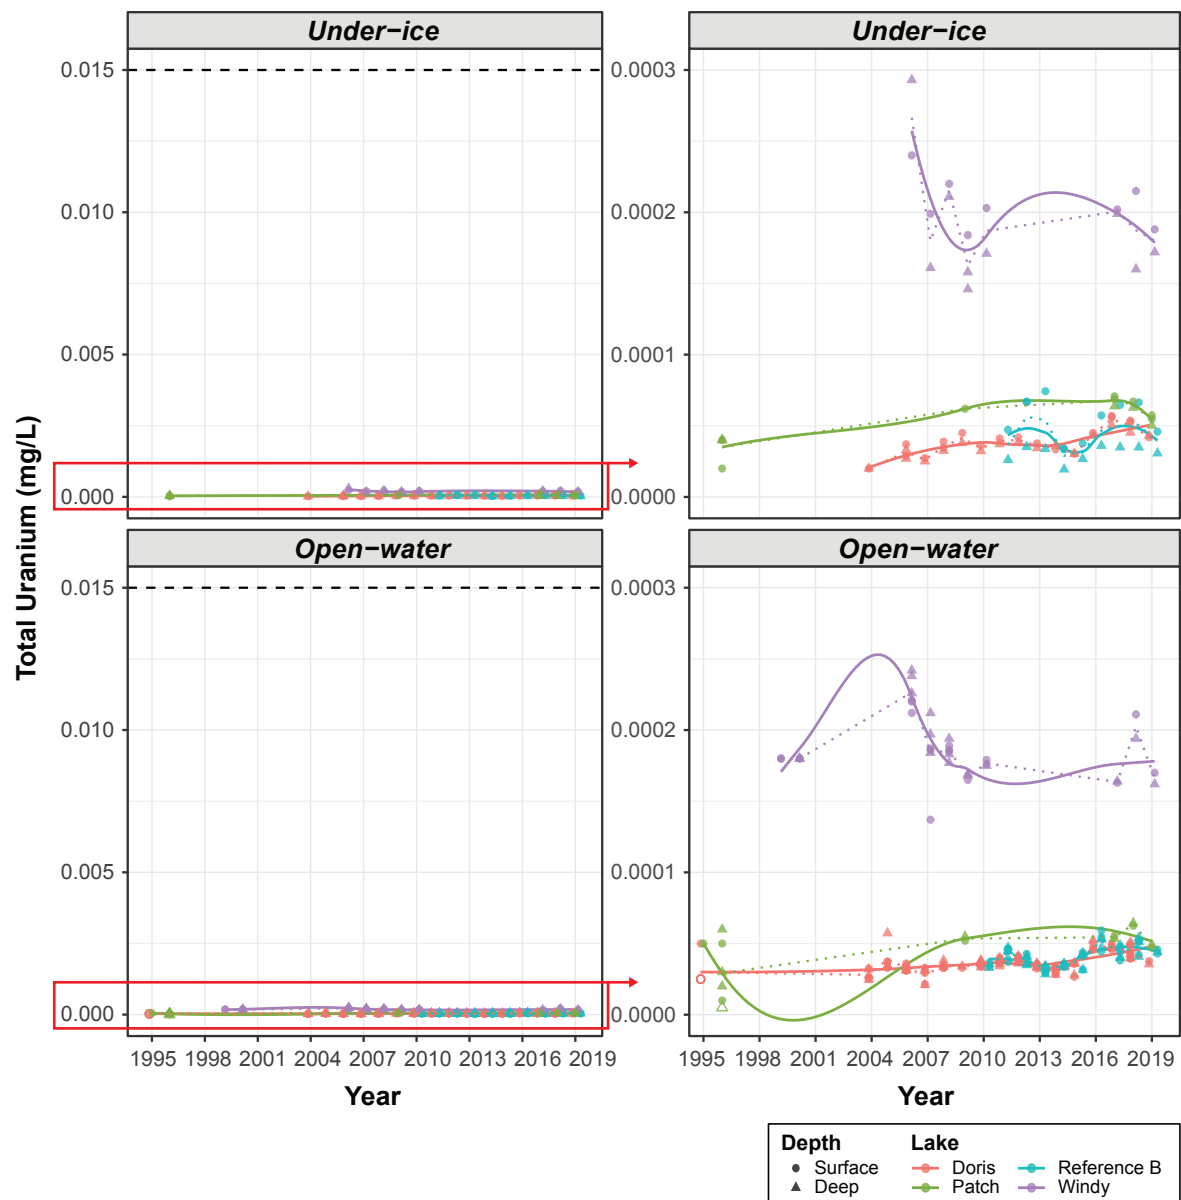 Under−ice
Under−ice
0.015
0.010
0.005
0.000
0.0003
0.0002
0.0001
0.0000
Total Uranium (mg/L)
Open−water
Open−water
0.015
0.010
0.005
0.000
0.0003
0.0002
0.0001
0.0000
1995 1998 2001 2004 2007 2010 2013 2016 2019
1995 1998 2001 2004 2007 2010 2013 2016 2019
Year
Year
Depth Lake
Surface Doris Reference B
Deep Patch Windy